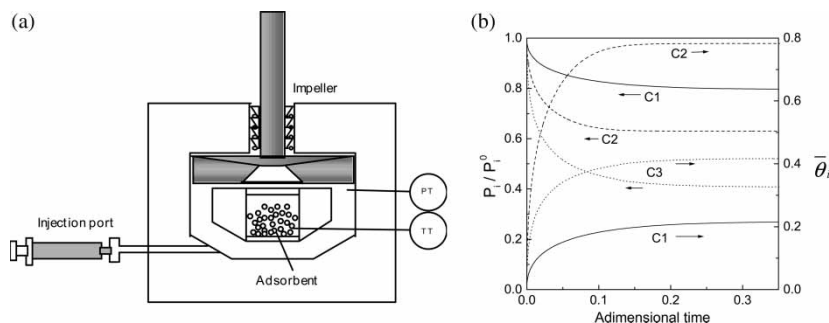 (a)
Impeller
PT
Injection port
TT
Adsorbent
(b)
1.0
0.8
0.6
0.4
0.2
0.0
P_i / P_i^0
0.8
0.6
0.4
0.2
0.0
θ̅_i
C2
C1
C2
C3
C1
0.0
0.1
0.2
0.3
Adimensional time